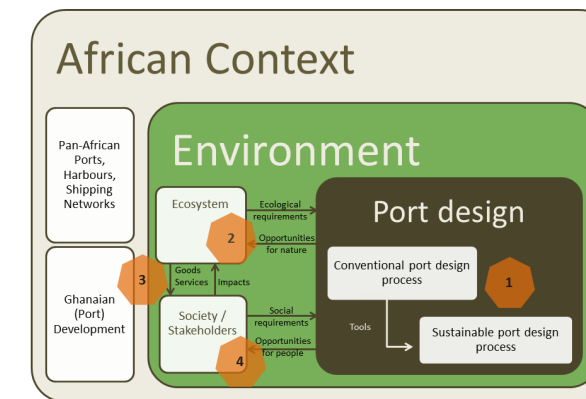 African Context
Pan-African
Ports,
Harbours,
Shipping
Networks
Ghanaian
(Port)
Development
Environment
Ecosystem
2
Ecological
requirements
Opportunities
for nature
3
Goods
Services
Impacts
Society /
Stakeholders
4
Social
requirements
Opportunities
for people
Port design
Conventional port design
process
1
Tools
Sustainable port design
process